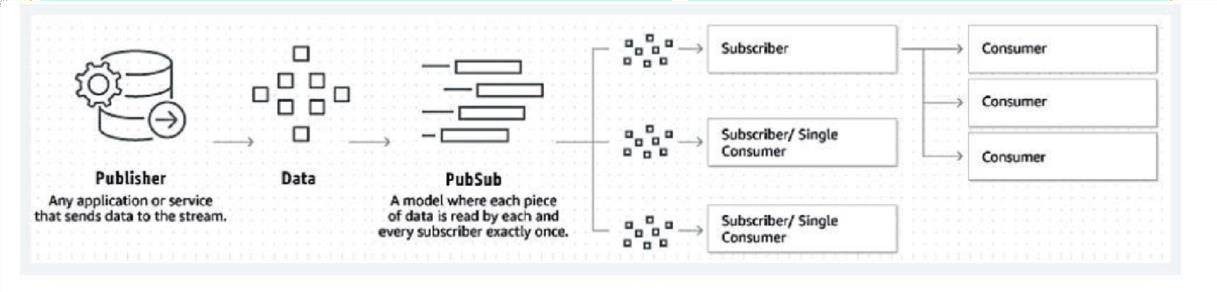 Publisher
Any application or service
that sends data to the stream.
Data
PubSub
A model where each piece
of data is read by each and
every subscriber exactly once.
Subscriber
Subscriber/ Single
Consumer
Subscriber/ Single
Consumer
Consumer
Consumer
Consumer